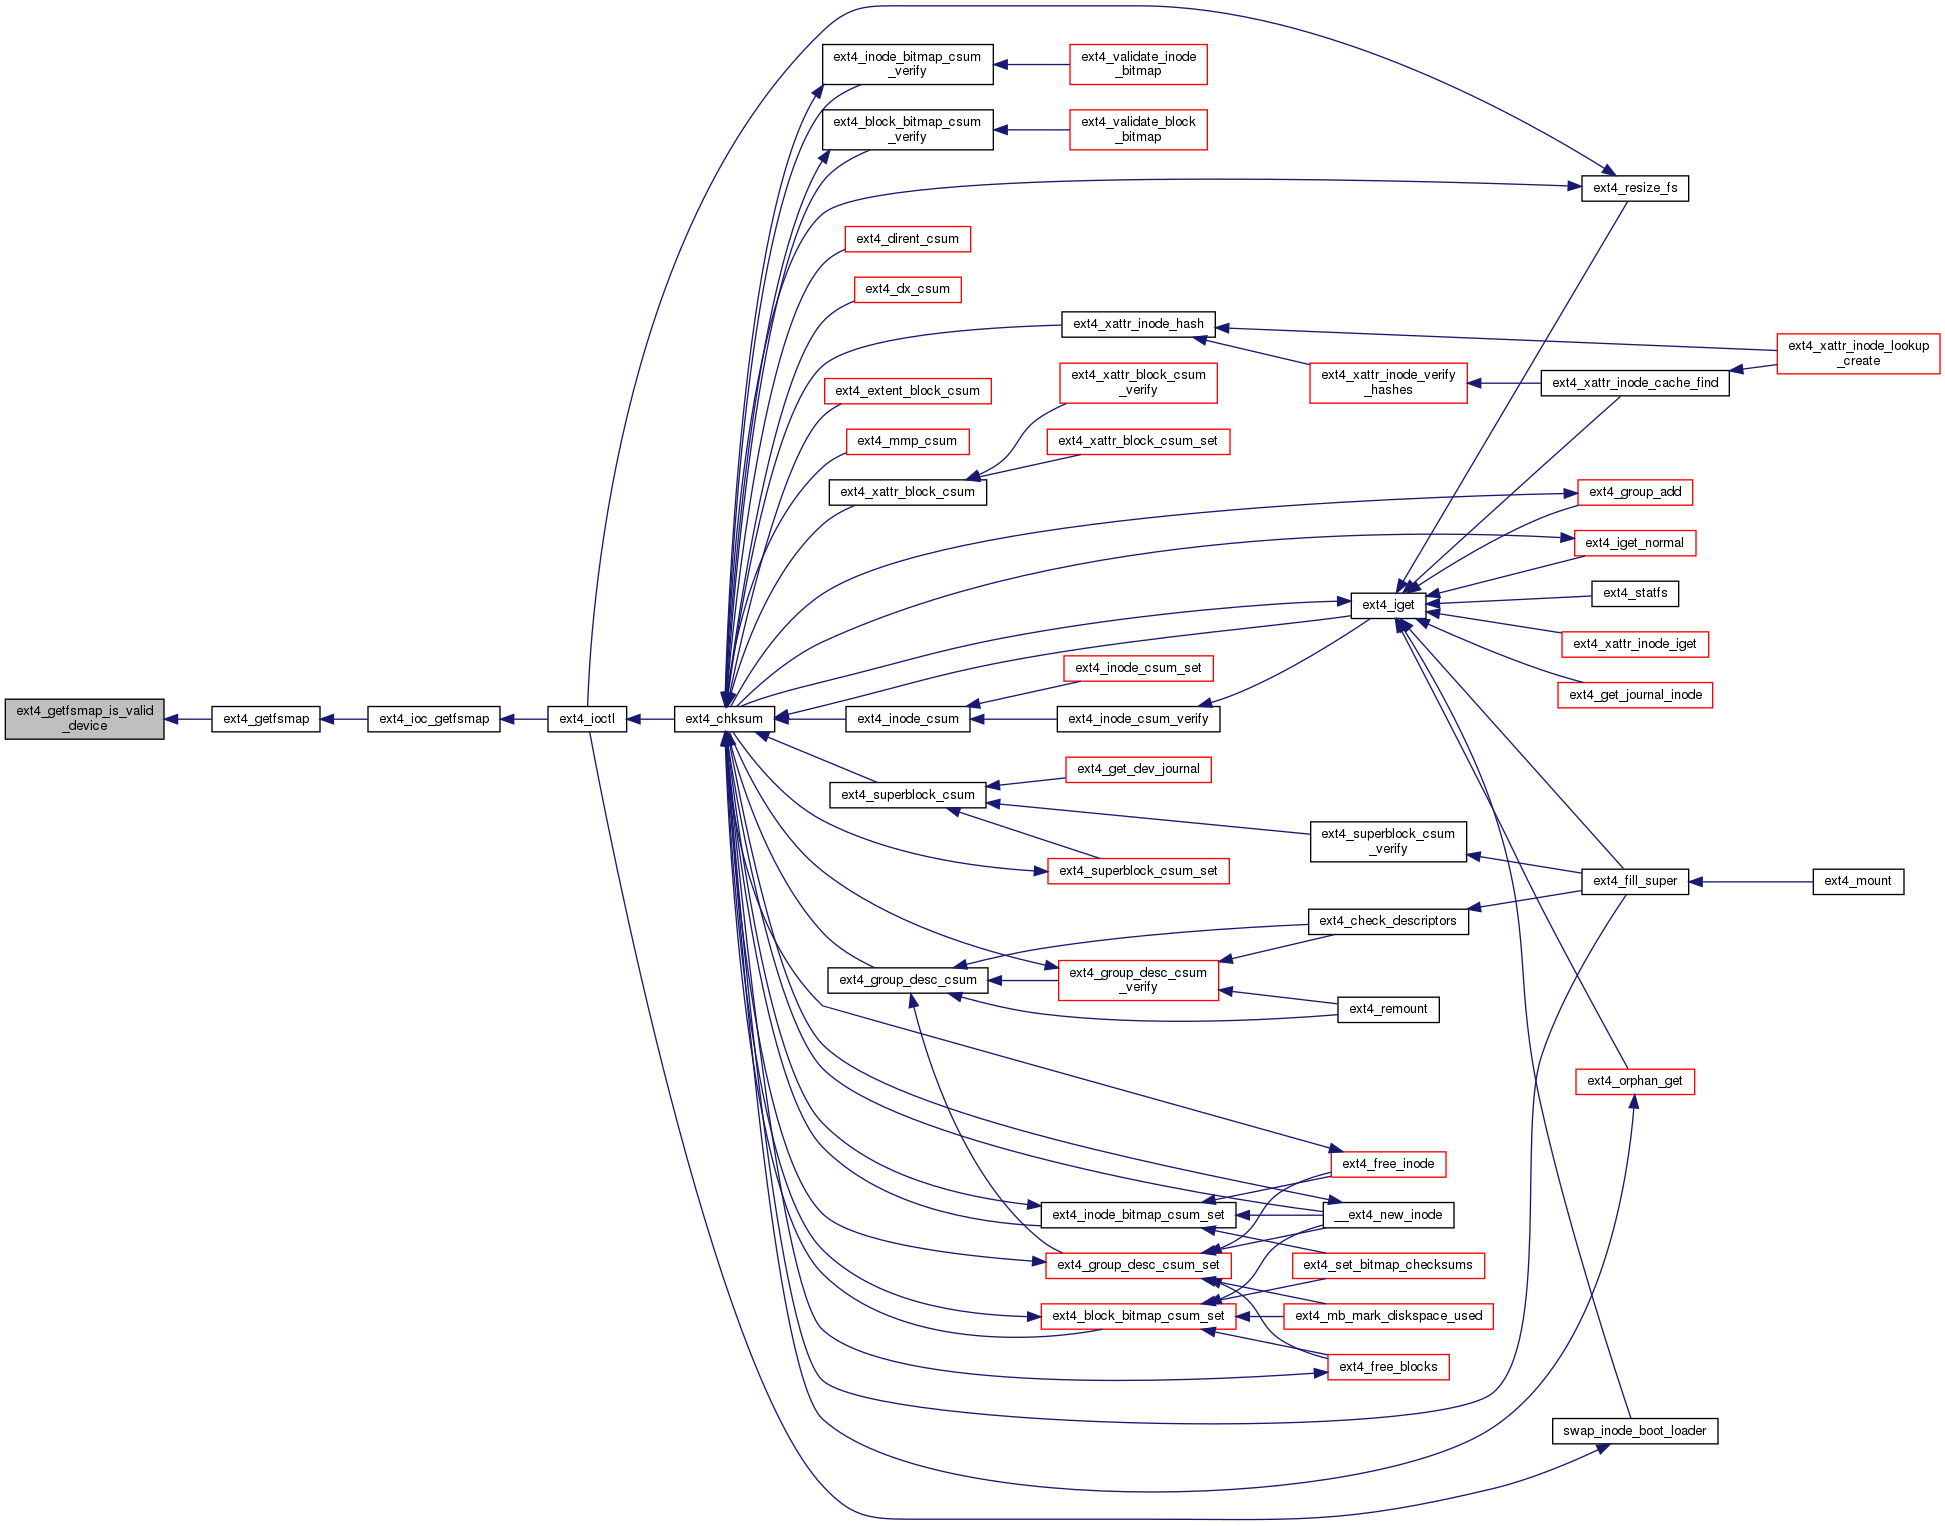 ext4_inode_bitmap_csum
_verify
ext4_validate_inode
_bitmap
ext4_block_bitmap_csum
_verify
ext4_validate_block
_bitmap
ext4_resize_fs
ext4_dirent_csum
ext4_dx_csum
ext4_xattr_inode_hash
ext4_xattr_inode_lookup
_create
ext4_extent_block_csum
ext4_xattr_block_csum
_verify
ext4_xattr_inode_verify
_hashes
ext4_xattr_inode_cache_find
ext4_mmp_csum
ext4_xattr_block_csum_set
ext4_xattr_block_csum
ext4_group_add
ext4_iget_normal
ext4_iget
ext4_statfs
ext4_xattr_inode_iget
ext4_inode_csum_set
ext4_get_journal_inode
ext4_getfsmap_is_valid
_device
ext4_getfsmap
ext4_ioc_getfsmap
ext4_ioctl
ext4_chksum
ext4_inode_csum
ext4_inode_csum_verify
ext4_get_dev_journal
ext4_superblock_csum
ext4_superblock_csum
_verify
ext4_superblock_csum_set
ext4_fill_super
ext4_mount
ext4_check_descriptors
ext4_group_desc_csum
ext4_group_desc_csum
_verify
ext4_remount
ext4_orphan_get
ext4_free_inode
ext4_inode_bitmap_csum_set
__ext4_new_inode
ext4_group_desc_csum_set
ext4_set_bitmap_checksums
ext4_block_bitmap_csum_set
ext4_mb_mark_diskspace_used
ext4_free_blocks
swap_inode_boot_loader